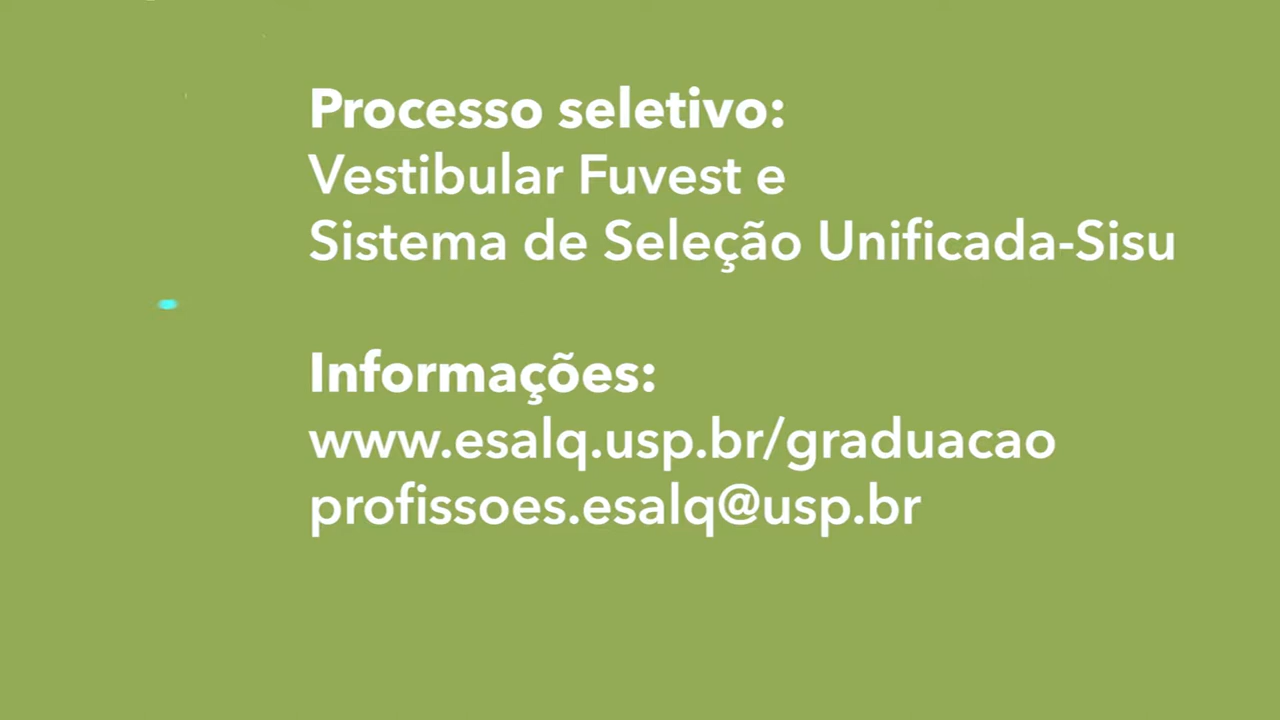 Processo seletivo:
Vestibular Fuvest e
Sistema de Seleção Unificada-Sisu
Informações:
www.esalq.usp.br/graduacao
profissoes.esalq@usp.br